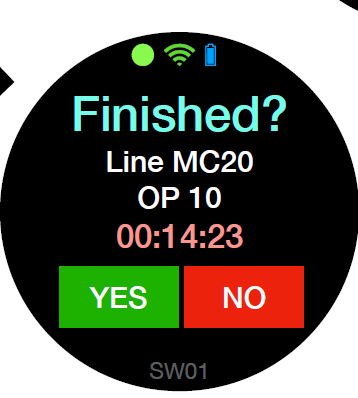 Finished?
Line MC20
OP 10
00:14:23
YES NO
SW01